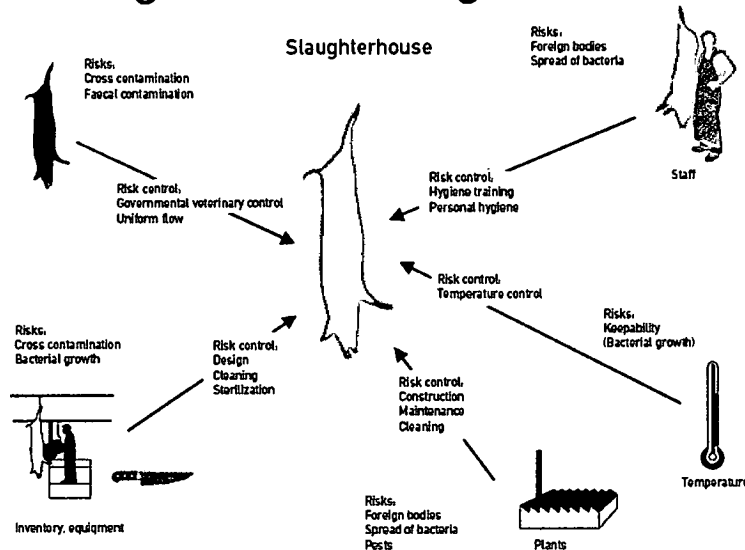 Slaughterhouse
Risks:
Cross contamination
Faecal contamination
Risks:
Foreign bodies
Spread of bacteria
Staff
Risk control:
Governmental veterinary control
Uniform flow
Risk control:
Hygiene training
Personal hygiene
Risk control:
Temperature control
Risks:
Keepability
(Bacterial growth)
Temperature
Risks:
Cross contamination
Bacterial growth
Risk control:
Design
Cleaning
Sterilization
Inventory, equiqment
Risk control:
Construction
Maintenance
Cleaning
Risks:
Foreign bodies
Spread of bacteria
Pests
Plants